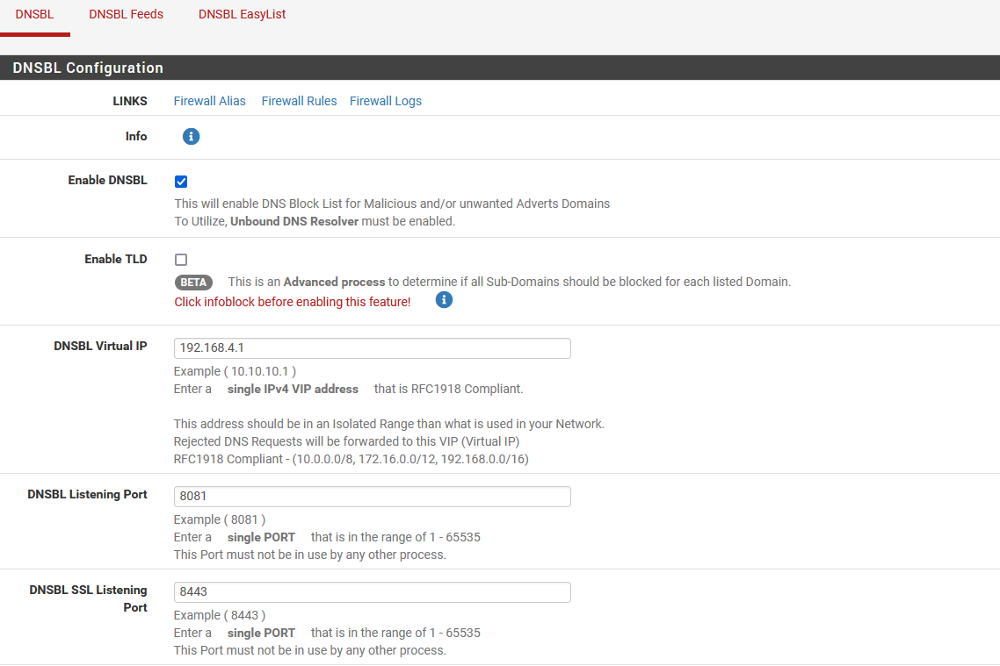 DNSBL DNSBL Feeds DNSBL EasyList
DNSBL Configuration
LINKS Firewall Alias Firewall Rules Firewall Logs
Info
Enable DNSBL
This will enable DNS Block List for Malicious and/or unwanted Adverts Domains
To Utilize, Unbound DNS Resolver must be enabled.
Enable TLD
BETA This is an Advanced process to determine if all Sub-Domains should be blocked for each listed Domain.
Click infoblock before enabling this feature!
DNSBL Virtual IP 192.168.4.1
Example ( 10.10.10.1 )
Enter a single IPv4 VIP address that is RFC1918 Compliant.
This address should be in an Isolated Range than what is used in your Network.
Rejected DNS Requests will be forwarded to this VIP (Virtual IP)
RFC1918 Compliant - (10.0.0.0/8, 172.16.0.0/12, 192.168.0.0/16)
DNSBL Listening Port 8081
Example ( 8081 )
Enter a single PORT that is in the range of 1 - 65535
This Port must not be in use by any other process.
DNSBL SSL Listening
Port
8443
Example ( 8443 )
Enter a single PORT that is in the range of 1 - 65535
This Port must not be in use by any other process.